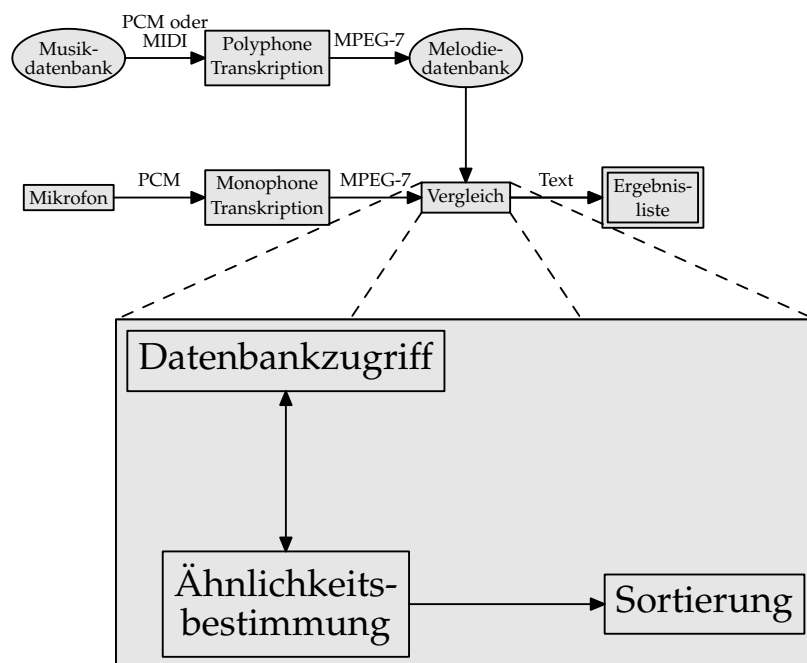 PCM oder
MIDI
Musik-
datenbank
Polyphone
Transkription
MPEG-7
Melodie-
datenbank
Mikrofon
PCM
Monophone
Transkription
MPEG-7
Vergleich
Text
Ergebnis-
liste
Datenbankzugriff
Ähnlichkeits-
bestimmung
Sortierung